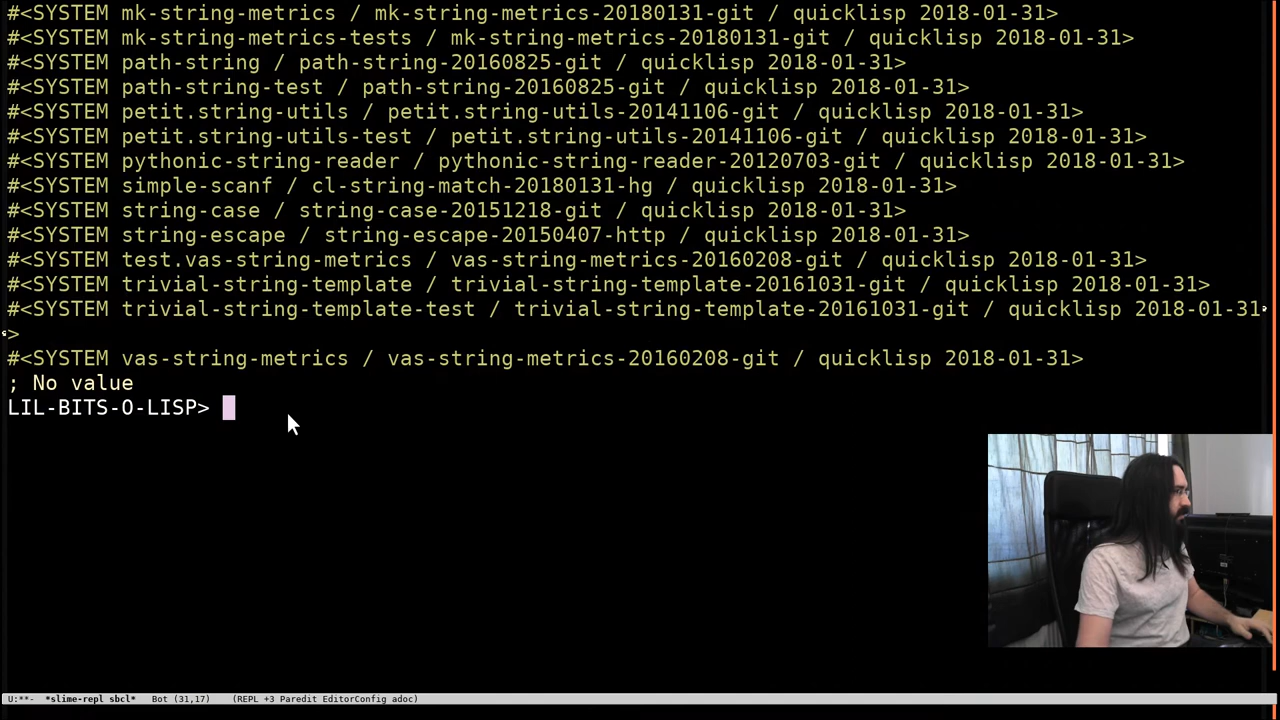 #<SYSTEM mk-string-metrics / mk-string-metrics-20180131-git / quicklisp 2018-01-31>
#<SYSTEM mk-string-metrics-tests / mk-string-metrics-20180131-git / quicklisp 2018-01-31>
#<SYSTEM path-string / path-string-20160825-git / quicklisp 2018-01-31>
#<SYSTEM path-string-test / path-string-20160825-git / quicklisp 2018-01-31>
#<SYSTEM petit.string-utils / petit.string-utils-20141106-git / quicklisp 2018-01-31>
#<SYSTEM petit.string-utils-test / petit.string-utils-20141106-git / quicklisp 2018-01-31>
#<SYSTEM pythonic-string-reader / pythonic-string-reader-20120703-git / quicklisp 2018-01-31>
#<SYSTEM simple-scanf / cl-string-match-20180131-hg / quicklisp 2018-01-31>
#<SYSTEM string-case / string-case-20151218-git / quicklisp 2018-01-31>
#<SYSTEM string-escape / string-escape-20150407-http / quicklisp 2018-01-31>
#<SYSTEM test.vas-string-metrics / vas-string-metrics-20160208-git / quicklisp 2018-01-31>
#<SYSTEM trivial-string-template / trivial-string-template-20161031-git / quicklisp 2018-01-31>
#<SYSTEM trivial-string-template-test / trivial-string-template-20161031-git / quicklisp 2018-01-31
>
#<SYSTEM vas-string-metrics / vas-string-metrics-20160208-git / quicklisp 2018-01-31>
; No value
LIL-BITS-O-LISP>
U:**- *slime-repl sbcl* Bot (31,17) (REPL +3 Paredit EditorConfig adoc)